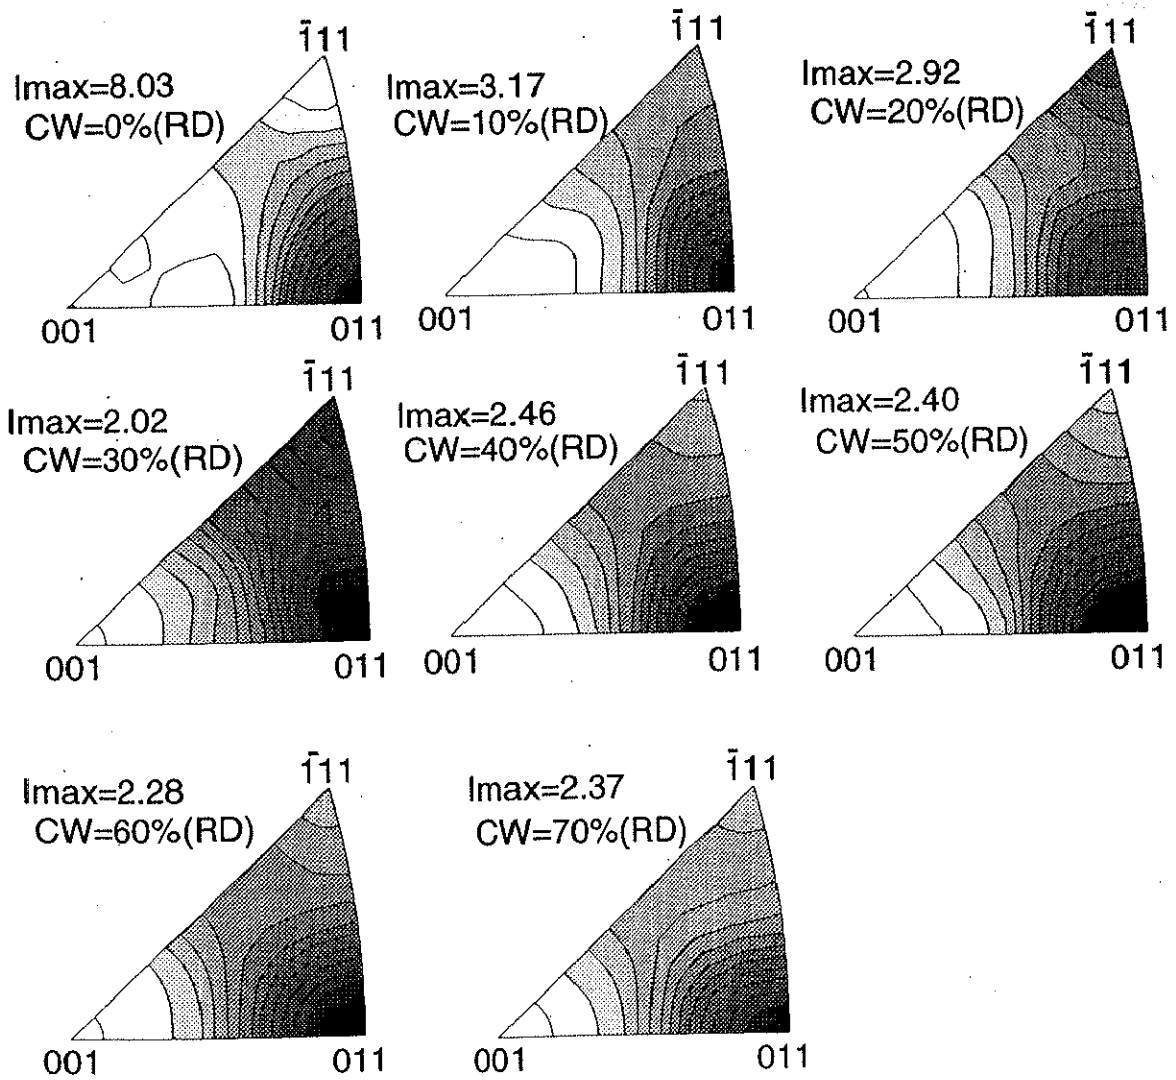 1̄11
Imax=8.03
CW=0%(RD)
001
011
1̄11
Imax=3.17
CW=10%(RD)
001
011
1̄11
Imax=2.92
CW=20%(RD)
001
011
1̄11
Imax=2.02
CW=30%(RD)
001
011
1̄11
Imax=2.46
CW=40%(RD)
001
011
1̄11
Imax=2.40
CW=50%(RD)
001
011
1̄11
Imax=2.28
CW=60%(RD)
001
011
1̄11
Imax=2.37
CW=70%(RD)
001
011